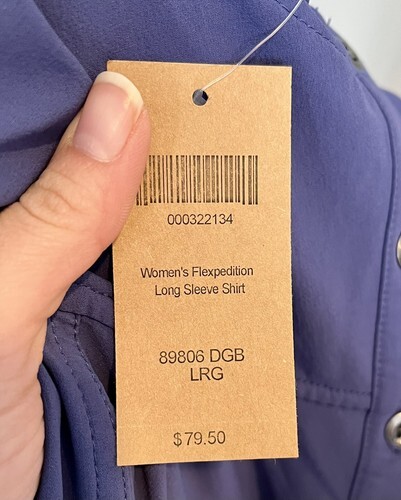 000322134
Women's Flexpedition
Long Sleeve Shirt
89806 DGB
LRG
$79.50